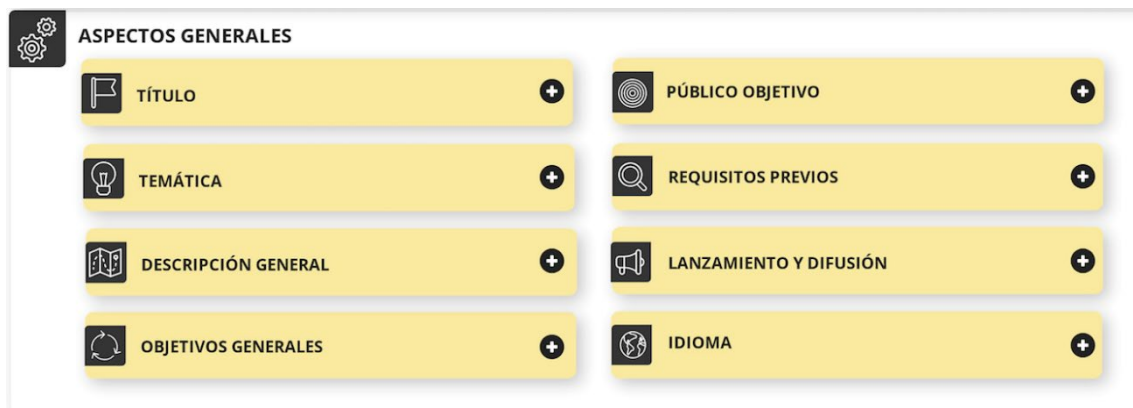 ASPECTOS GENERALES
TÍTULO
TEMÁTICA
DESCRIPCIÓN GENERAL
OBJETIVOS GENERALES
PÚBLICO OBJETIVO
REQUISITOS PREVIOS
LANZAMIENTO Y DIFUSIÓN
IDIOMA